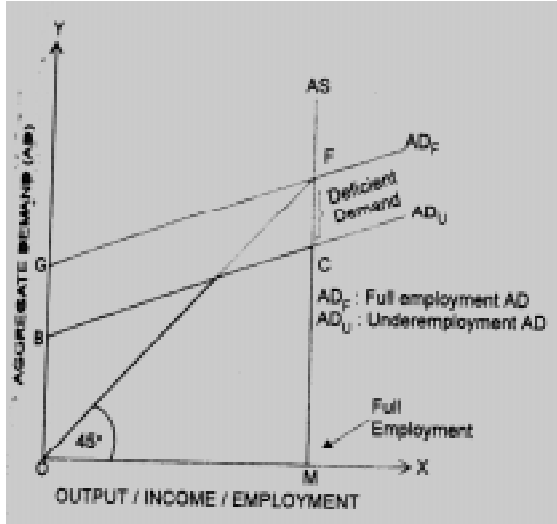 Y
AGGREGATE DEMAND (AD)
AS
F
AD_F
Deficient
Demand
AD_U
G
C
AD_F : Full employment AD
AD_U : Underemployment AD
B
Full
Employment
45°
O
M
X
OUTPUT / INCOME / EMPLOYMENT